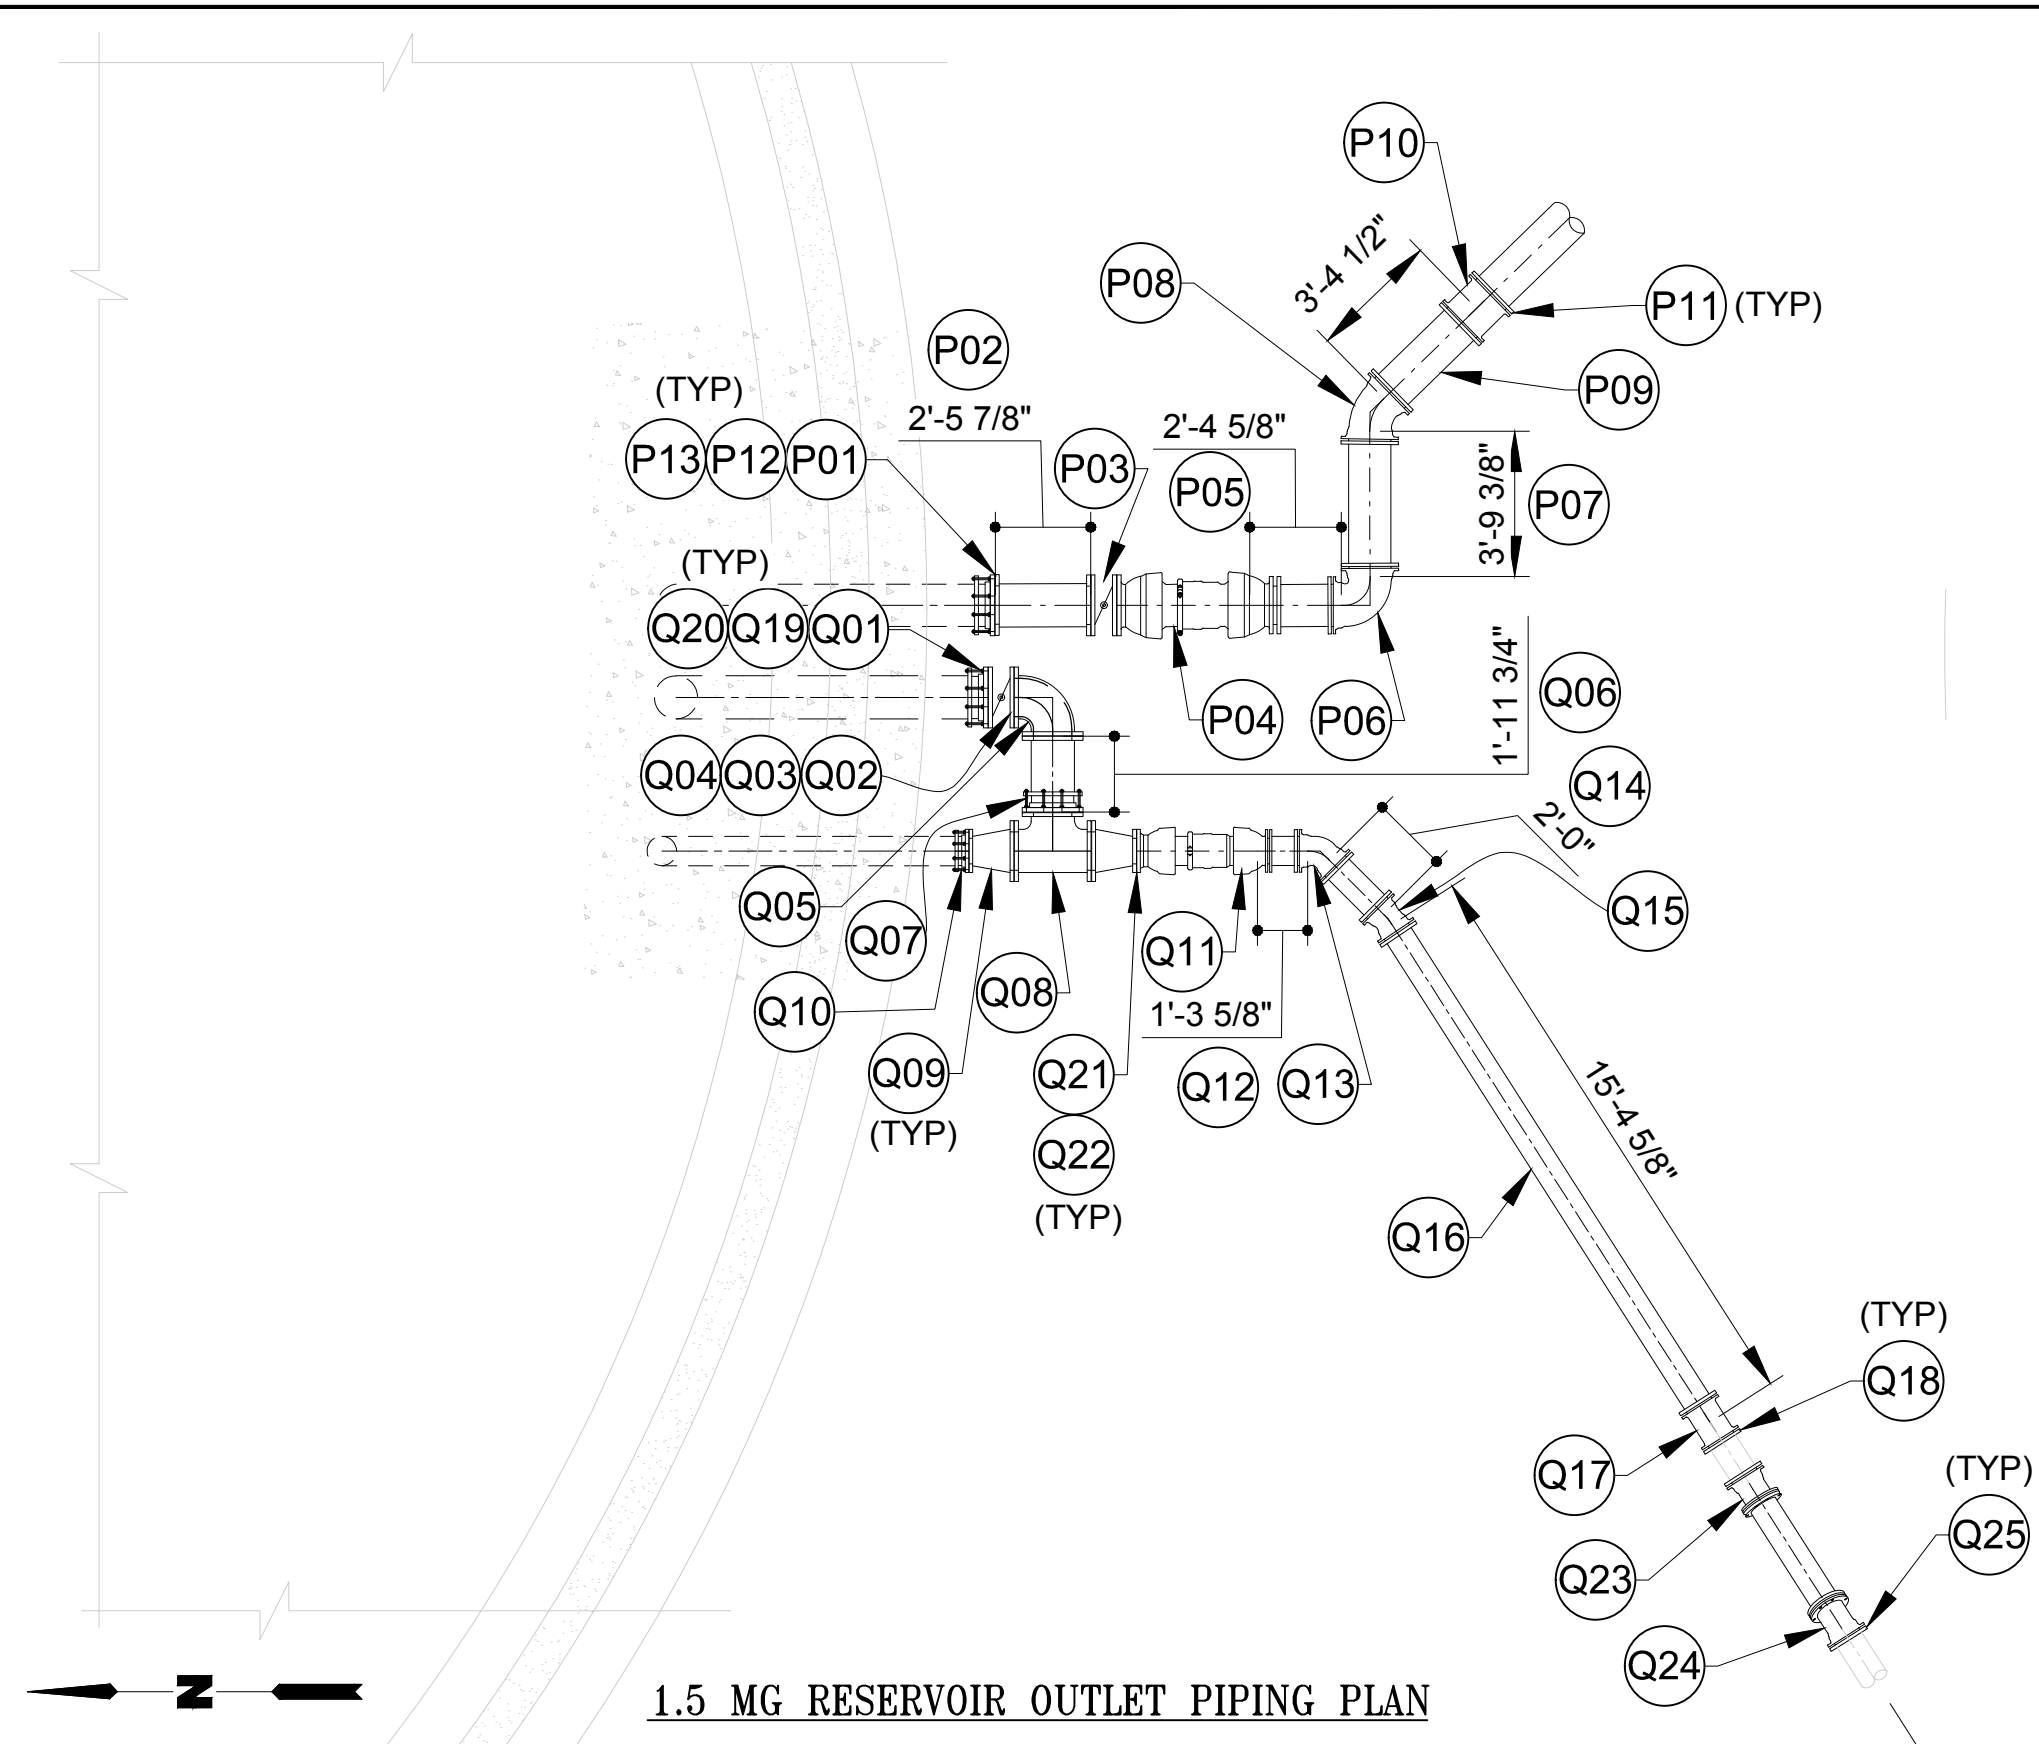 P10
3'-4 1/2"
P08
P11 (TYP)
P02
(TYP)
2'-5 7/8"
2'-4 5/8"
P09
P13 P12 P01
P03
P05
3'-9 3/8"
P07
(TYP)
Q20 Q19 Q01
P04
P06
1'-11 3/4"
Q06
Q04 Q03 Q02
Q14
2'-0"
Q05
Q07
Q15
Q11
Q08
Q10
1'-3 5/8"
Q09
(TYP)
Q21
Q12
Q13
Q22
(TYP)
15'-4 5/8"
Q16
(TYP)
Q18
Q17
(TYP)
Q25
Q23
Q24
N
1.5 MG RESERVOIR OUTLET PIPING PLAN